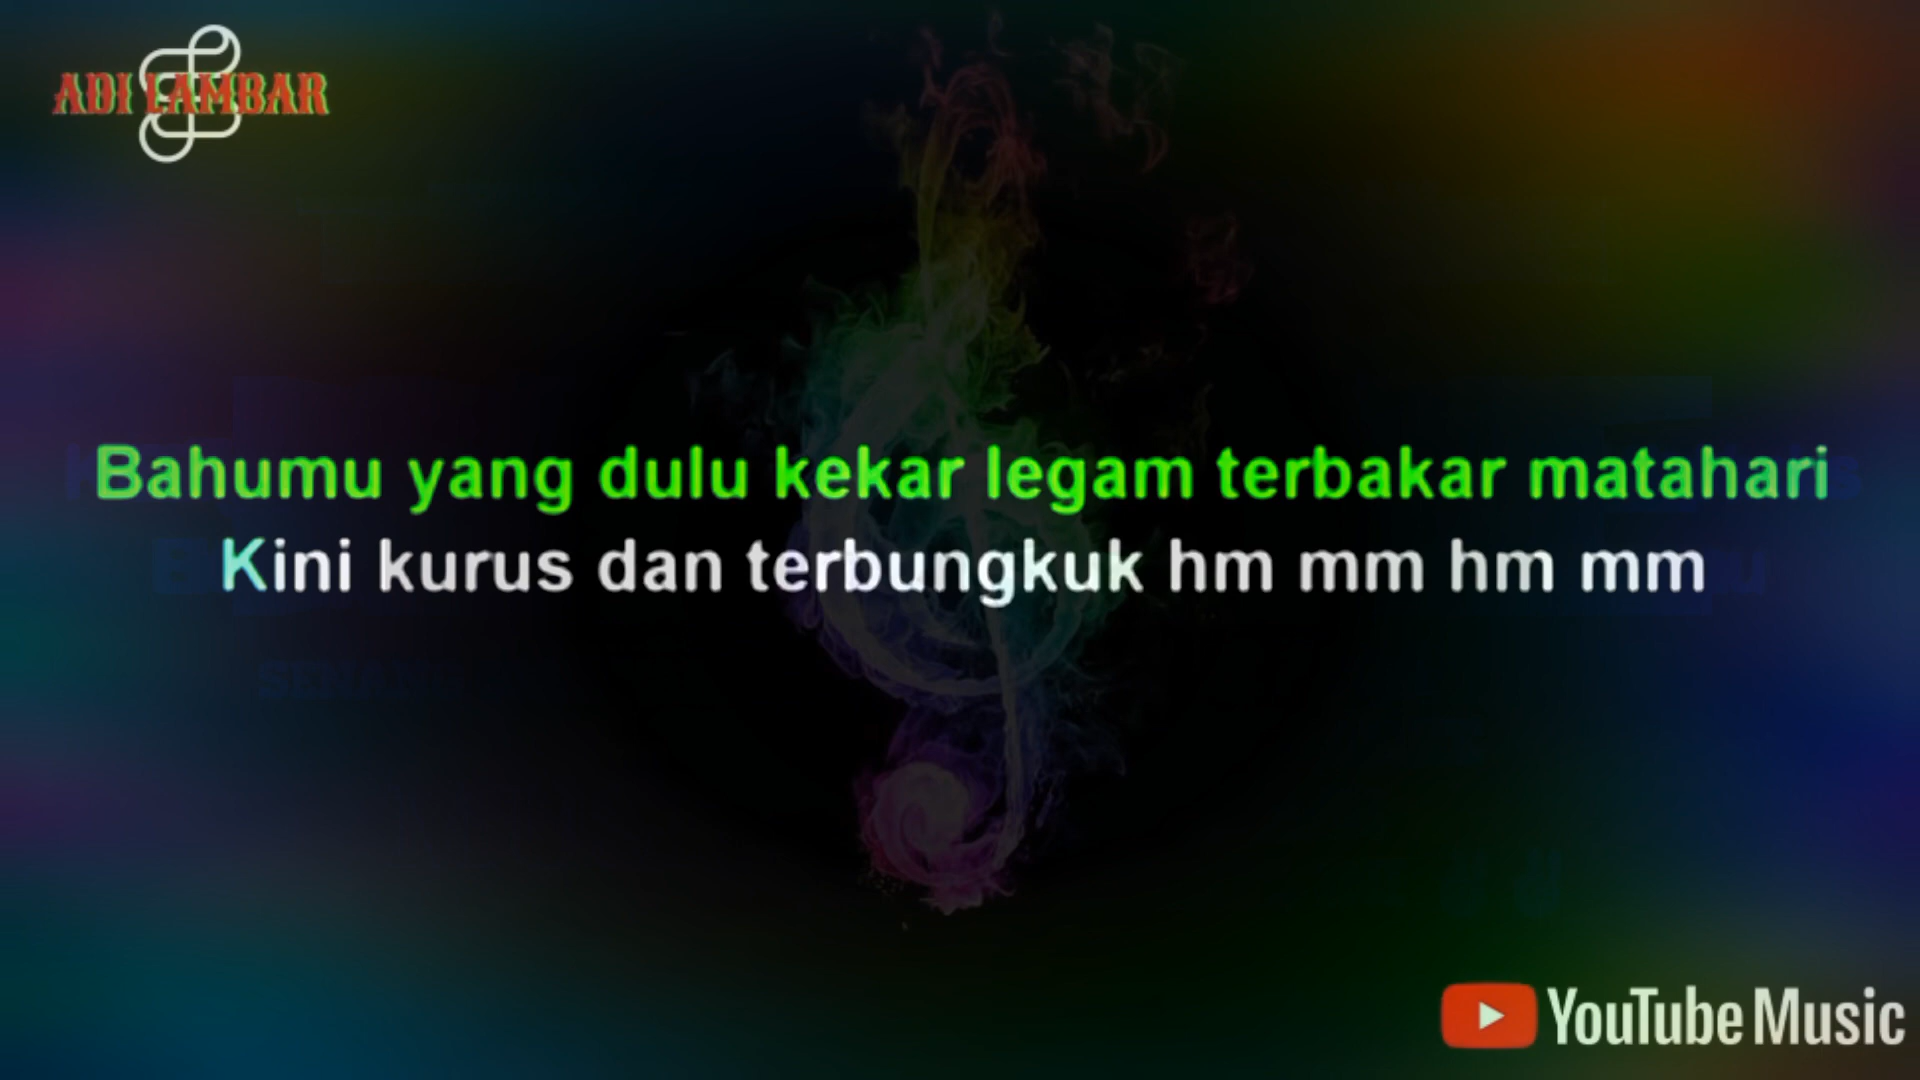 ADI LAMBAR
Bahumu yang dulu kekar legam terbakar matahari
Kini kurus dan terbungkuk hm mm hm mm
YouTube Music